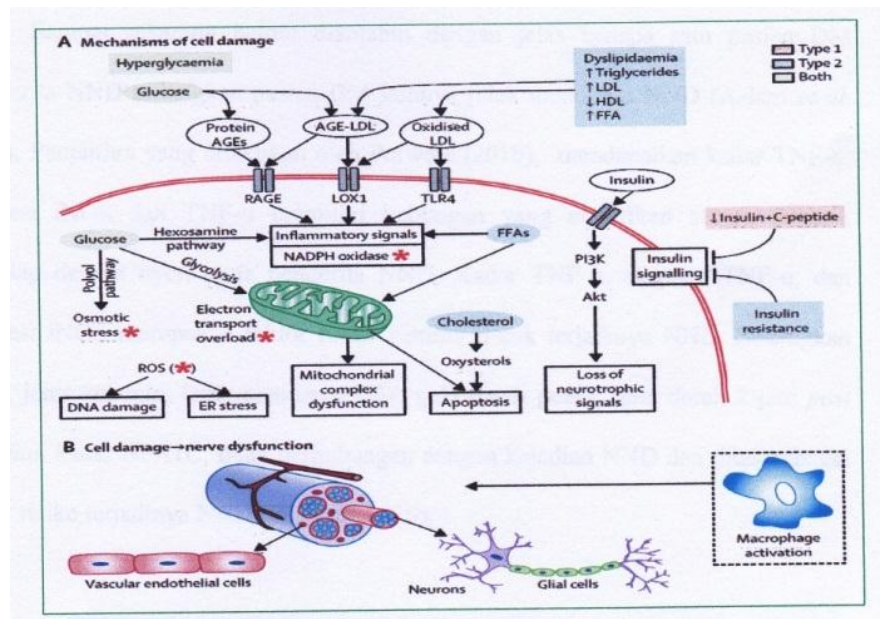 A Mechanisms of cell damage
Hyperglycaemia
Glucose
Dyslipidaemia
↑ Triglycerides
↑ LDL
↓ HDL
↑ FFA
Type 1
Type 2
Both
Protein
AGEs
AGE-LDL
Oxidised
LDL
RAGE
LOX1
TLR4
Insulin
Glucose
Hexosamine
pathway
Inflammatory signals
NADPH oxidase *
FFAs
↓Insulin+C-peptide
Polyol
pathway
Glycolysis
PI3K
Insulin
signalling
Osmotic
stress *
Electron
transport
overload *
Akt
Cholesterol
Insulin
resistance
ROS (*)
Oxysterols
DNA damage
ER stress
Mitochondrial
complex
dysfunction
Apoptosis
Loss of
neurotrophic
signals
B Cell damage–nerve dysfunction
Macrophage
activation
Vascular endothelial cells
Neurons
Glial cells